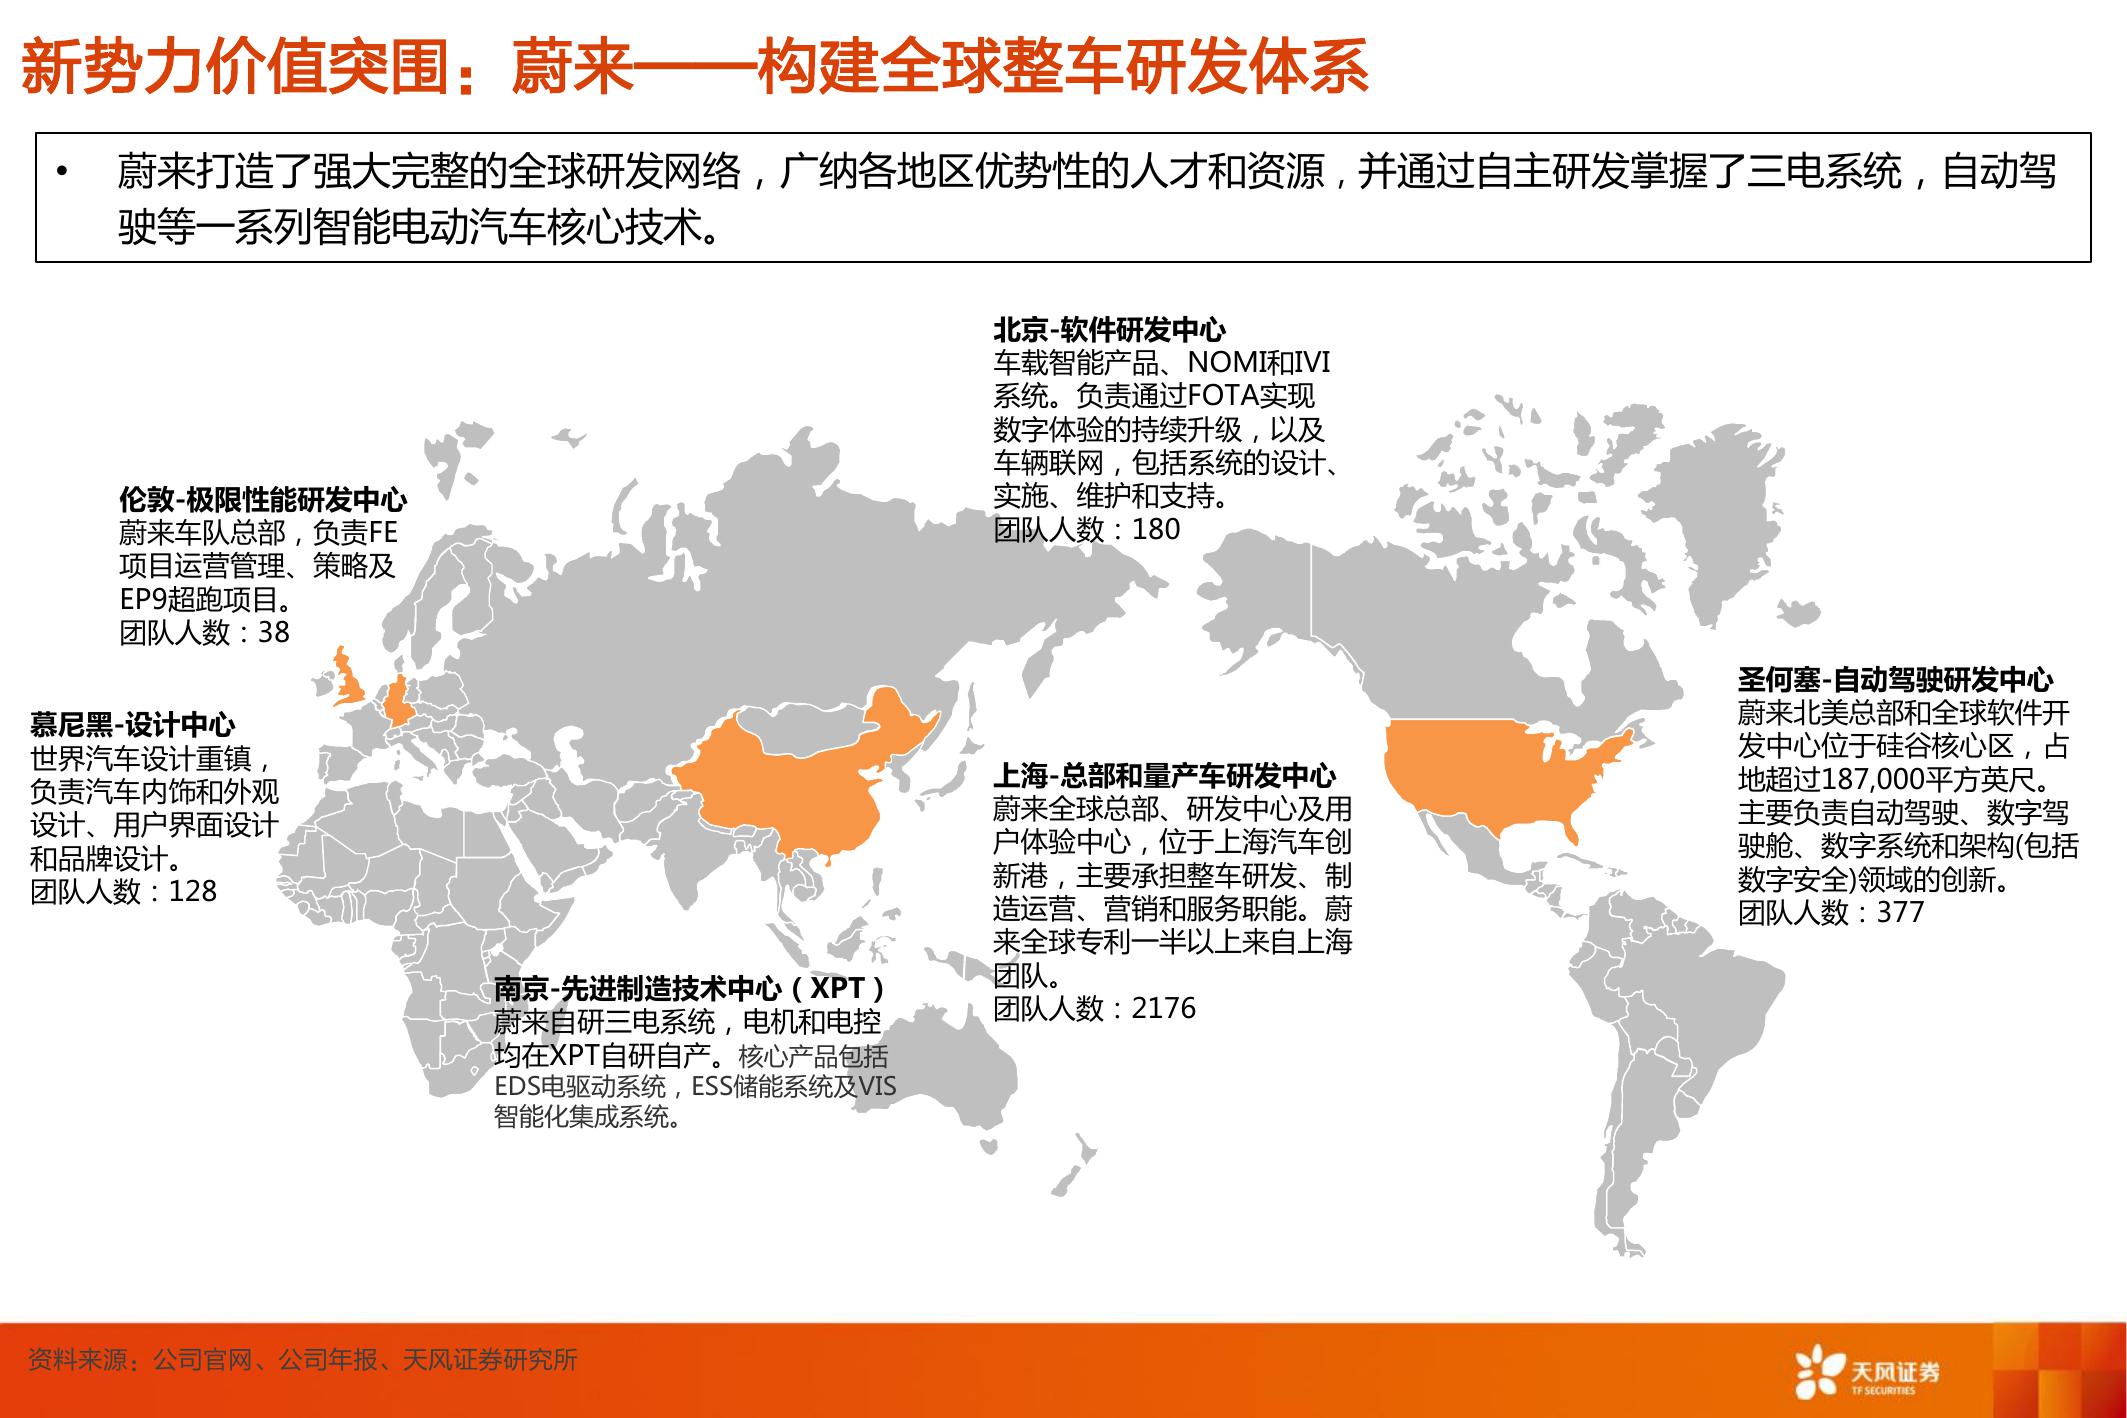 新势力价值突围：蔚来——构建全球整车研发体系
• 蔚来打造了强大完整的全球研发网络，广纳各地区优势性的人才和资源，并通过自主研发掌握了三电系统，自动驾
驶等一系列智能电动汽车核心技术。
北京-软件研发中心
车载智能产品、NOMI和IVI
系统。负责通过FOTA实现
数字体验的持续升级，以及
车辆联网，包括系统的设计、
实施、维护和支持。
团队人数：180
伦敦-极限性能研发中心
蔚来车队总部，负责FE
项目运营管理、策略及
EP9超跑项目。
团队人数：38
慕尼黑-设计中心
世界汽车设计重镇，
负责汽车内饰和外观
设计、用户界面设计
和品牌设计。
团队人数：128
圣何塞-自动驾驶研发中心
蔚来北美总部和全球软件开
发中心位于硅谷核心区，占
地超过187,000平方英尺。
主要负责自动驾驶、数字驾
驶舱、数字系统和架构(包括
数字安全)领域的创新。
团队人数：377
上海-总部和量产车研发中心
蔚来全球总部、研发中心及用
户体验中心，位于上海汽车创
新港，主要承担整车研发、制
造运营、营销和服务职能。蔚
来全球专利一半以上来自上海
团队。
团队人数：2176
南京-先进制造技术中心（XPT）
蔚来自研三电系统，电机和电控
均在XPT自研自产。核心产品包括
EDS电驱动系统，ESS储能系统及VIS
智能化集成系统。
资料来源：公司官网、公司年报、天风证券研究所
天风证券
TF SECURITIES